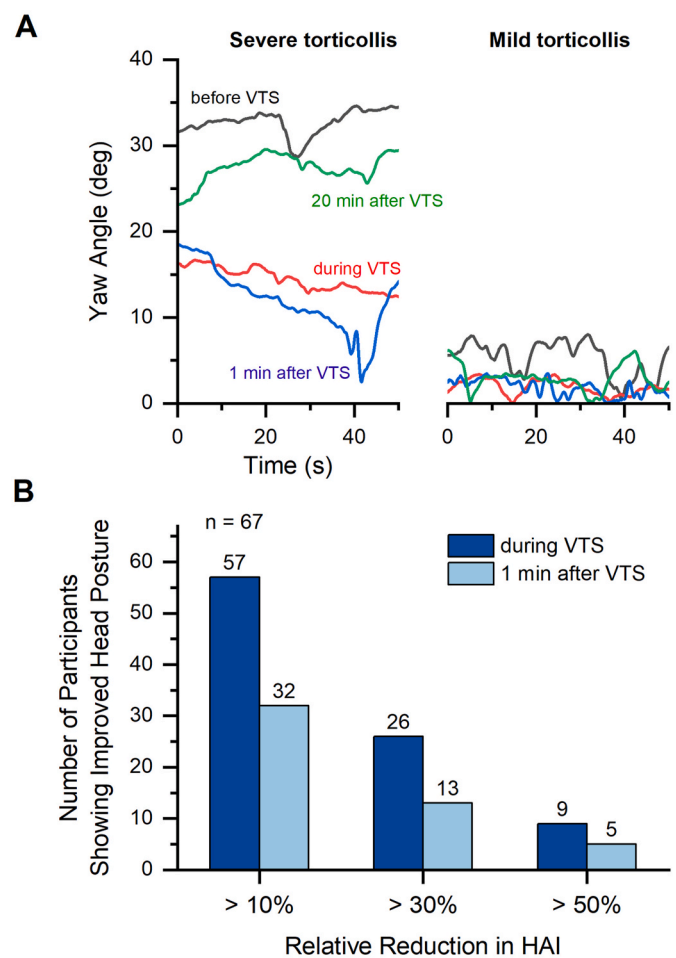 A
Severe torticollis
Mild torticollis
40
30
20
10
0
Yaw Angle (deg)
before VTS
20 min after VTS
during VTS
1 min after VTS
0
20
40
0
20
40
Time (s)
B
n = 67
during VTS
1 min after VTS
60
50
40
30
20
10
0
Number of Participants
Showing Improved Head Posture
57
32
26
13
9
5
> 10%
> 30%
> 50%
Relative Reduction in HAI